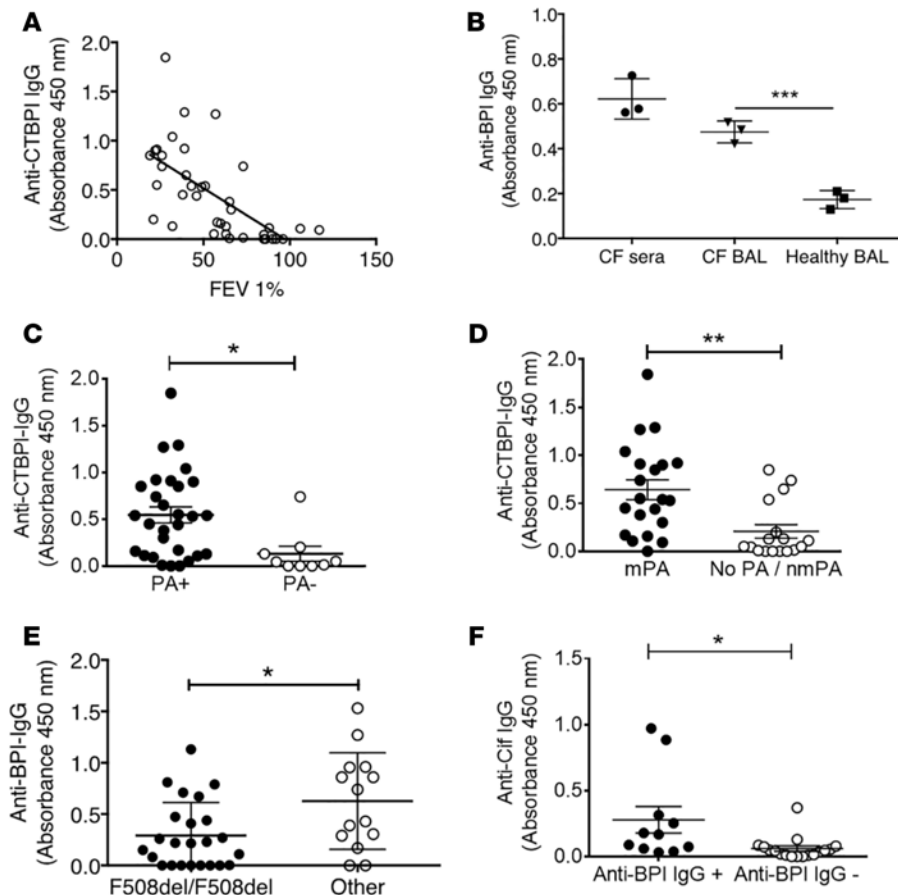 A
Anti-CTBPI IgG
(Absorbance 450 nm)
2.0
1.5
1.0
0.5
0.0
0
50
100
150
FEV 1%
B
Anti-BPI IgG
(Absorbance 450 nm)
1.0
0.8
0.6
0.4
0.2
0.0
***
CF sera
CF BAL
Healthy BAL
C
Anti-CTBPI-IgG
(Absorbance 450 nm)
2.0
1.5
1.0
0.5
0.0
*
PA+
PA-
D
Anti-CTBPI-IgG
(Absorbance 450 nm)
2.0
1.5
1.0
0.5
0.0
**
mPA
No PA / nmPA
E
Anti-BPI-IgG
(Absorbance 450 nm)
2.0
1.5
1.0
0.5
0.0
*
F508del/F508del
Other
F
Anti-Cif IgG
(Absorbance 450 nm)
1.5
1.0
0.5
0.0
*
Anti-BPI IgG +
Anti-BPI IgG -